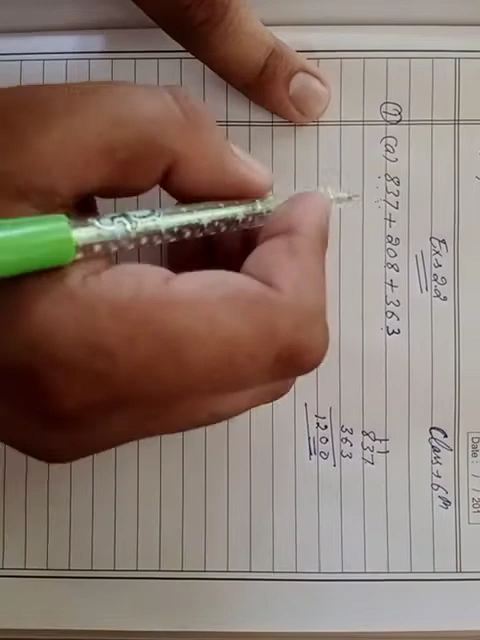 Date : / / 201
Ex:2.2 Class → 6th
① (a) 837 + 208 + 363
11
837
363
1200